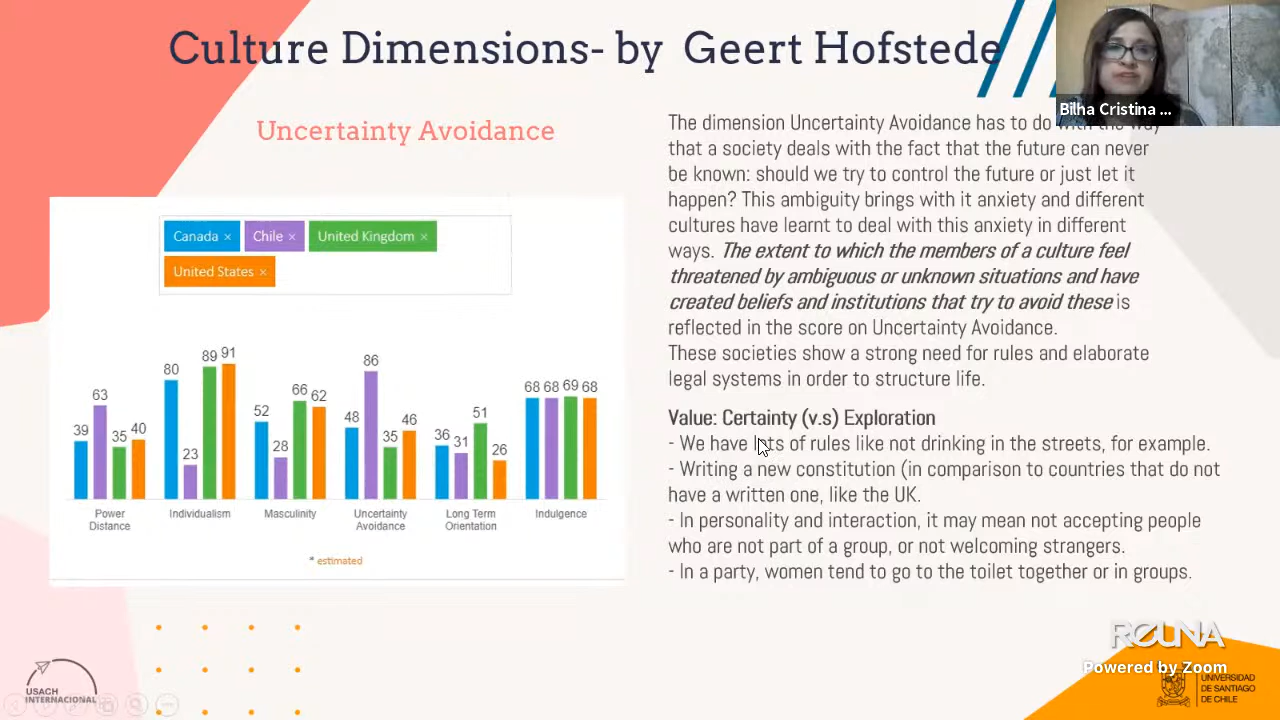 Culture Dimensions- by Geert Hofstede
Bilha Cristina ...
Uncertainty Avoidance
Canada ×
Chile ×
United Kingdom ×
United States ×
39 63 35 40
80 23 89 91
52 28 66 62
48 86 35 46
36 31 51 26
68 68 69 68
Power
Distance
Individualism
Masculinity
Uncertainty
Avoidance
Long Term
Orientation
Indulgence
* estimated
The dimension Uncertainty Avoidance has to do with the way
that a society deals with the fact that the future can never
be known: should we try to control the future or just let it
happen? This ambiguity brings with it anxiety and different
cultures have learnt to deal with this anxiety in different
ways. The extent to which the members of a culture feel
threatened by ambiguous or unknown situations and have
created beliefs and institutions that try to avoid these is
reflected in the score on Uncertainty Avoidance.
These societies show a strong need for rules and elaborate
legal systems in order to structure life.
Value: Certainty (v.s) Exploration
- We have lots of rules like not drinking in the streets, for example.
- Writing a new constitution (in comparison to countries that do not
have a written one, like the UK.
- In personality and interaction, it may mean not accepting people
who are not part of a group, or not welcoming strangers.
- In a party, women tend to go to the toilet together or in groups.
USACH
INTERNACIONAL
REUNA
Powered by Zoom
UNIVERSIDAD
DE SANTIAGO
DE CHILE